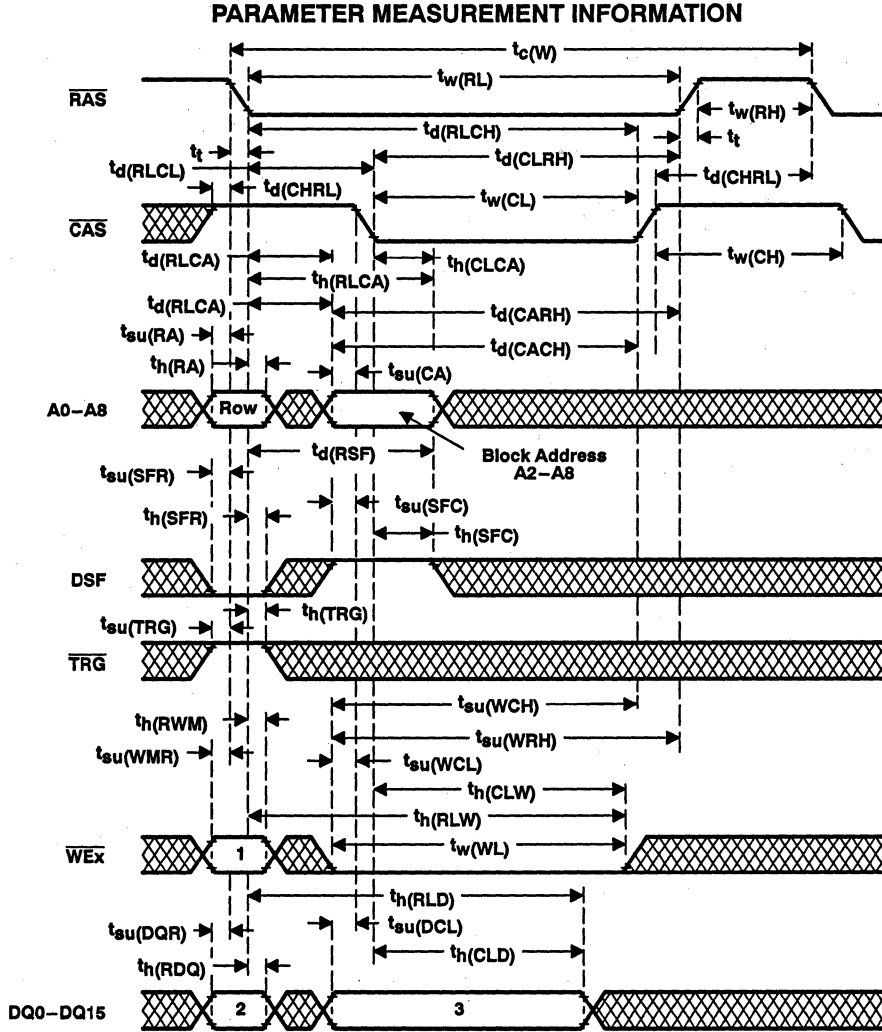 PARAMETER MEASUREMENT INFORMATION
tc(W)
tw(RL)
RAS
tw(RH)
td(RLCH)
tt
tt
td(CLRH)
td(RLCL)
td(CHRL)
td(CHRL)
tw(CL)
CAS
td(RLCA)
th(CLCA)
tw(CH)
th(RLCA)
td(RLCA)
td(CARH)
tsu(RA)
td(CACH)
th(RA)
tsu(CA)
A0–A8
Row
td(RSF)
Block Address
A2–A8
tsu(SFR)
tsu(SFC)
th(SFR)
th(SFC)
DSF
th(TRG)
tsu(TRG)
TRG
tsu(WCH)
th(RWM)
tsu(WRH)
tsu(WMR)
tsu(WCL)
th(CLW)
th(RLW)
WEx
1
tw(WL)
th(RLD)
tsu(DQR)
tsu(DCL)
th(CLD)
th(RDQ)
DQ0–DQ15
2
3